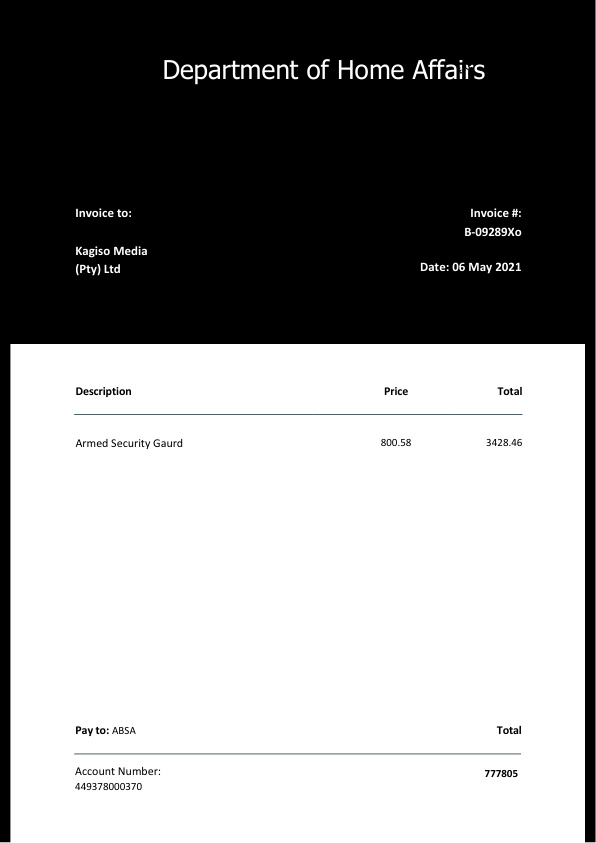 Department of Home Affairs
Invoice to:
Invoice #:
B-09289Xo
Kagiso Media
(Pty) Ltd
Date: 06 May 2021
Description Price Total
Armed Security Gaurd 800.58 3428.46
Pay to: ABSA Total
Account Number:
449378000370
777805